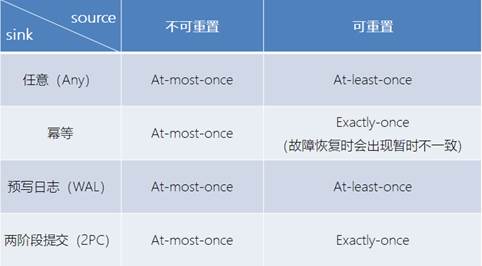 source
sink
不可重置
可重置
任意（Any）
At-most-once
At-least-once
幂等
At-most-once
Exactly-once
(故障恢复时会出现暂时不一致)
预写日志（WAL）
At-most-once
At-least-once
两阶段提交（2PC）
At-most-once
Exactly-once